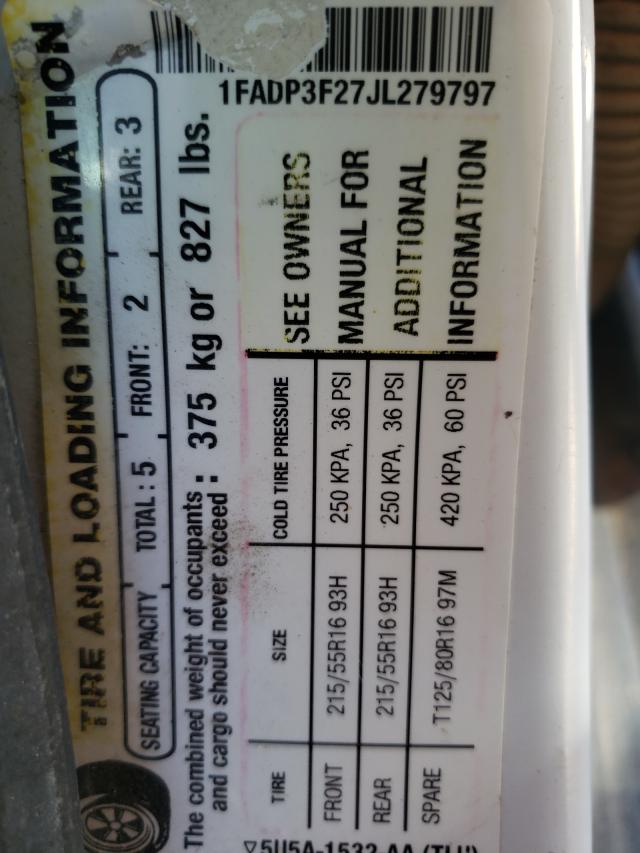 1FADP3F27JL279797
TIRE AND LOADING INFORMATION
SEATING CAPACITY TOTAL : 5 FRONT: 2 REAR: 3
The combined weight of occupants
and cargo should never exceed : 375 kg or 827 lbs.
TIRE SIZE COLD TIRE PRESSURE
FRONT 215/55R16 93H 250 KPA, 36 PSI
REAR 215/55R16 93H 250 KPA, 36 PSI
SPARE T125/80R16 97M 420 KPA, 60 PSI
SEE OWNERS
MANUAL FOR
ADDITIONAL
INFORMATION
5U5A-1532